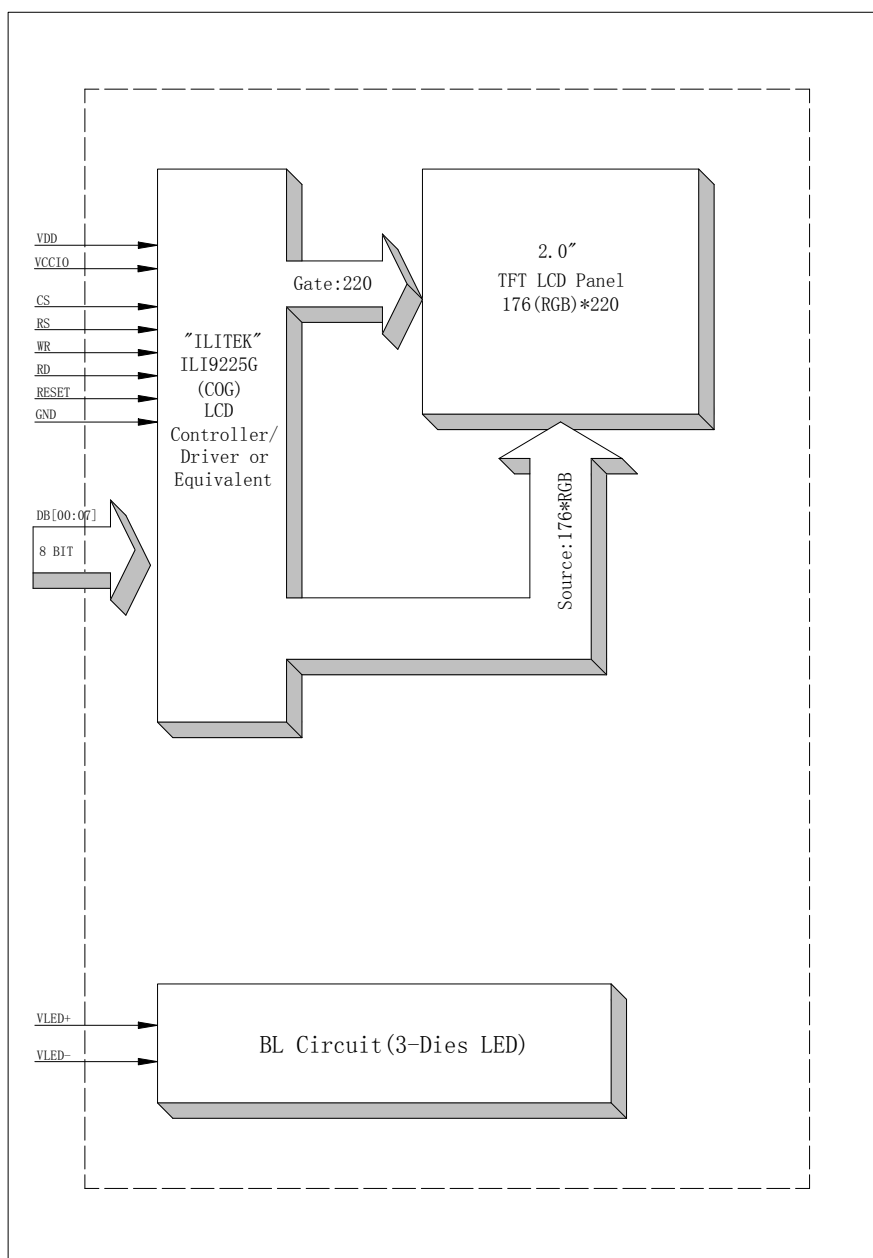 VDD
VCCIO
CS
RS
WR
RD
RESET
GND
DB[00:07]
8 BIT
"ILITEK"
ILI9225G
(COG)
LCD
Controller/
Driver or
Equivalent
Gate:220
2.0"
TFT LCD Panel
176(RGB)*220
Source:176*RGB
VLED+
VLED-
BL Circuit(3-Dies LED)